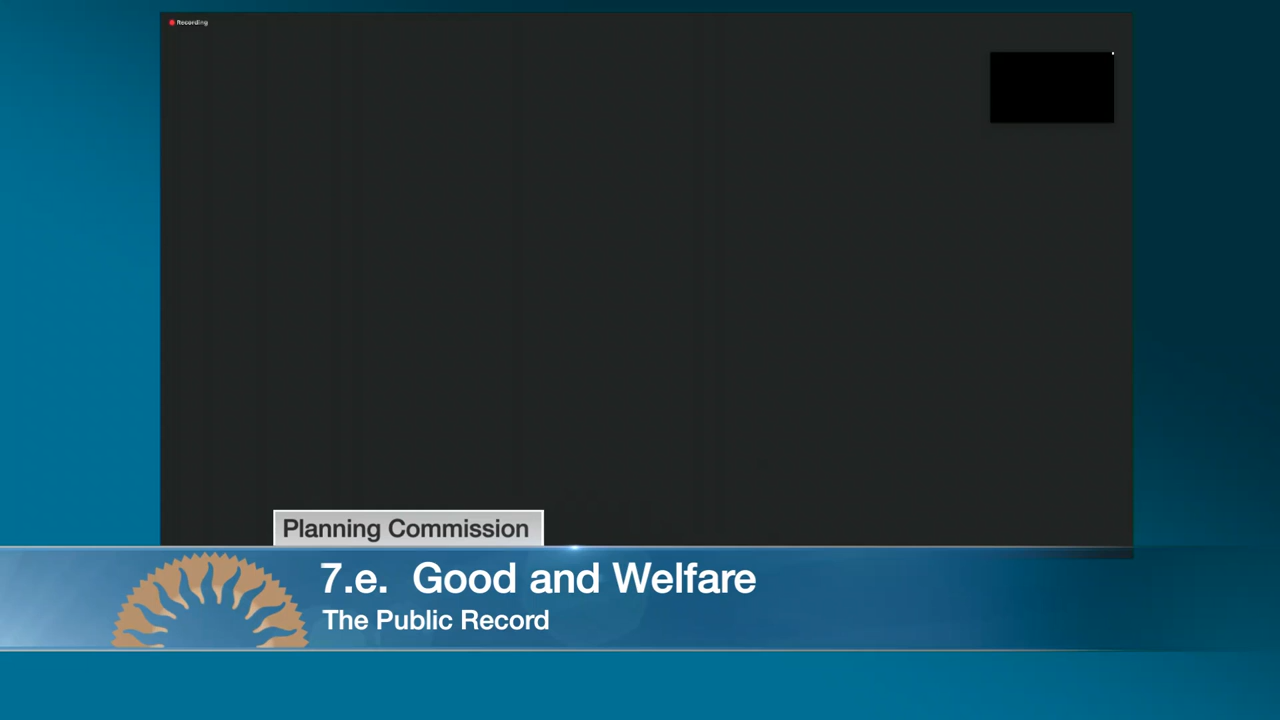 Recording
Planning Commission
7.e. Good and Welfare
The Public Record